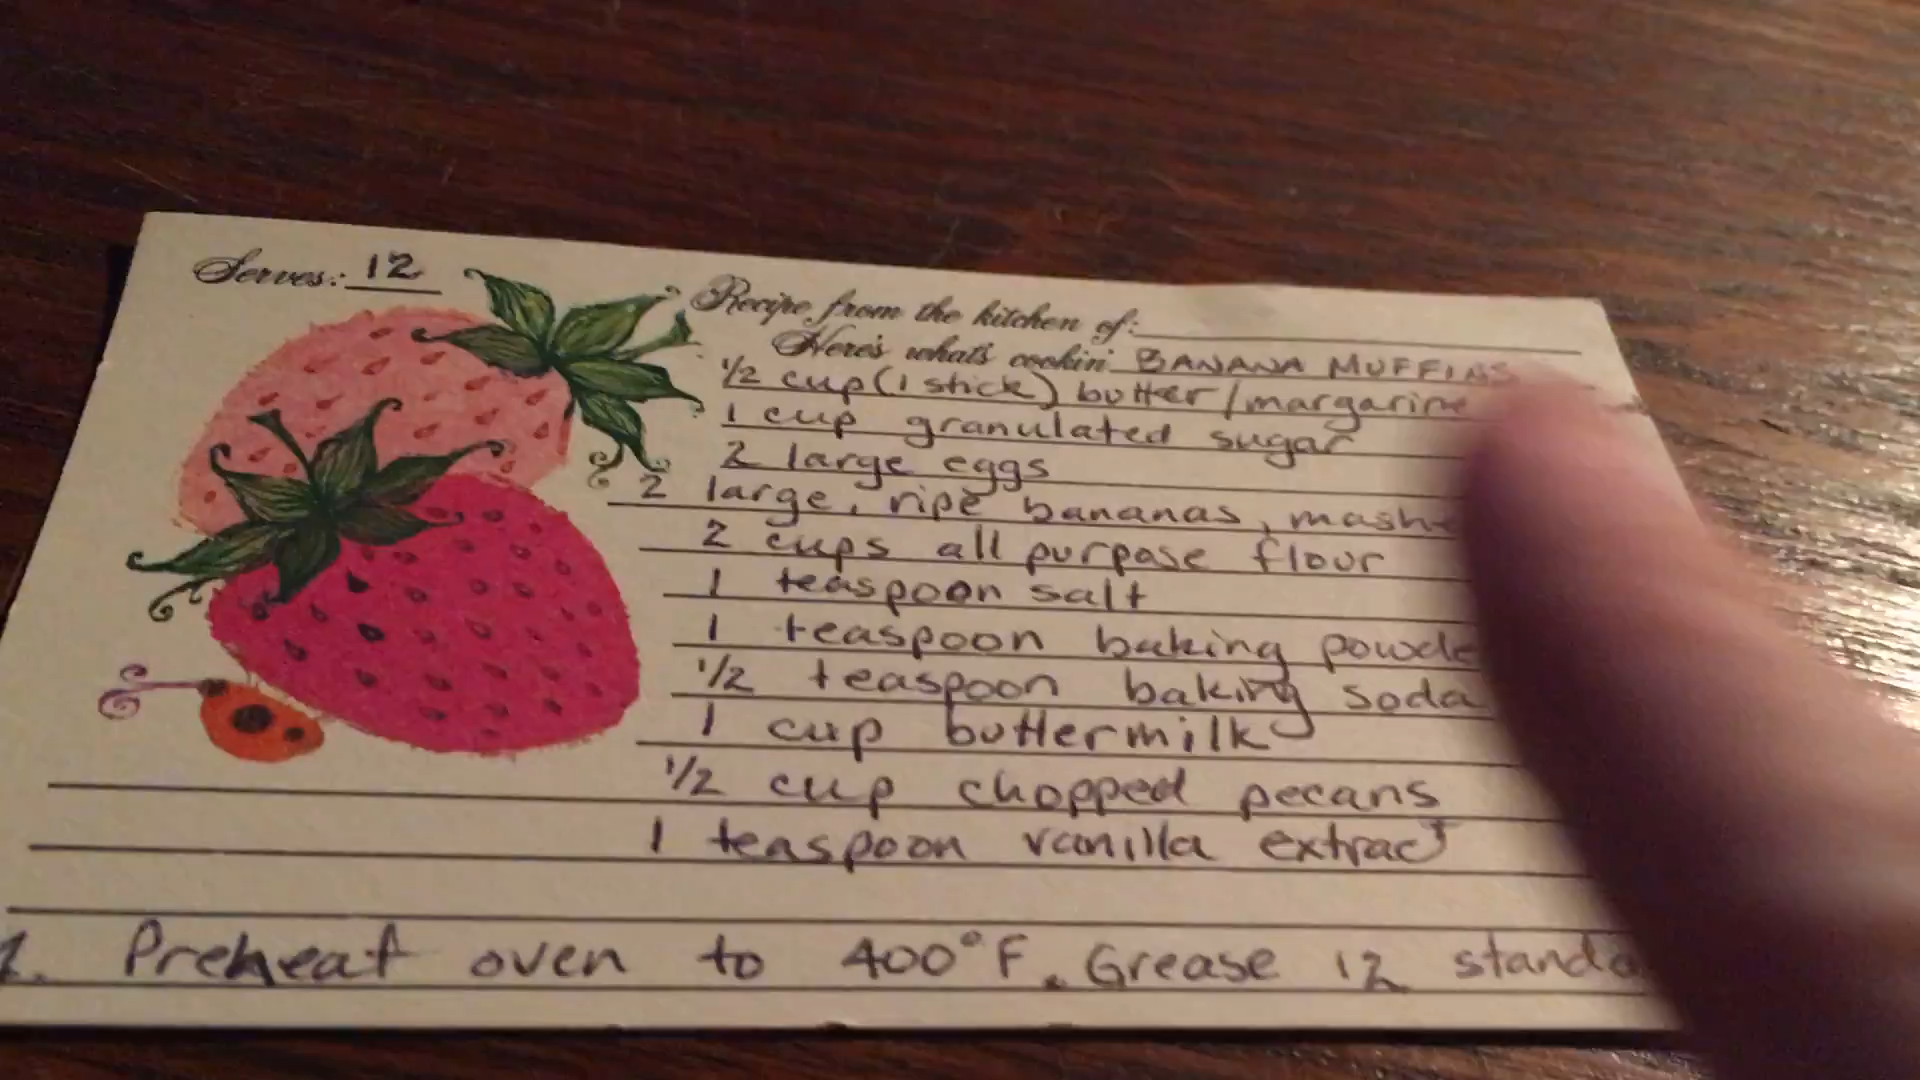 Serves: 12
Recipe from the kitchen of:
Here's what's cookin: BANANA MUFFINS
1/2 cup (1 stick) butter/margarine
1 cup granulated sugar
2 large eggs
2 large, ripe bananas, mashe
2 cups all purpose flour
1 teaspoon salt
1 teaspoon baking powde
1/2 teaspoon baking soda
1 cup buttermilk
1/2 cup chopped pecans
1 teaspoon vanilla extract
1. Preheat oven to 400°F. Grease 12 standa